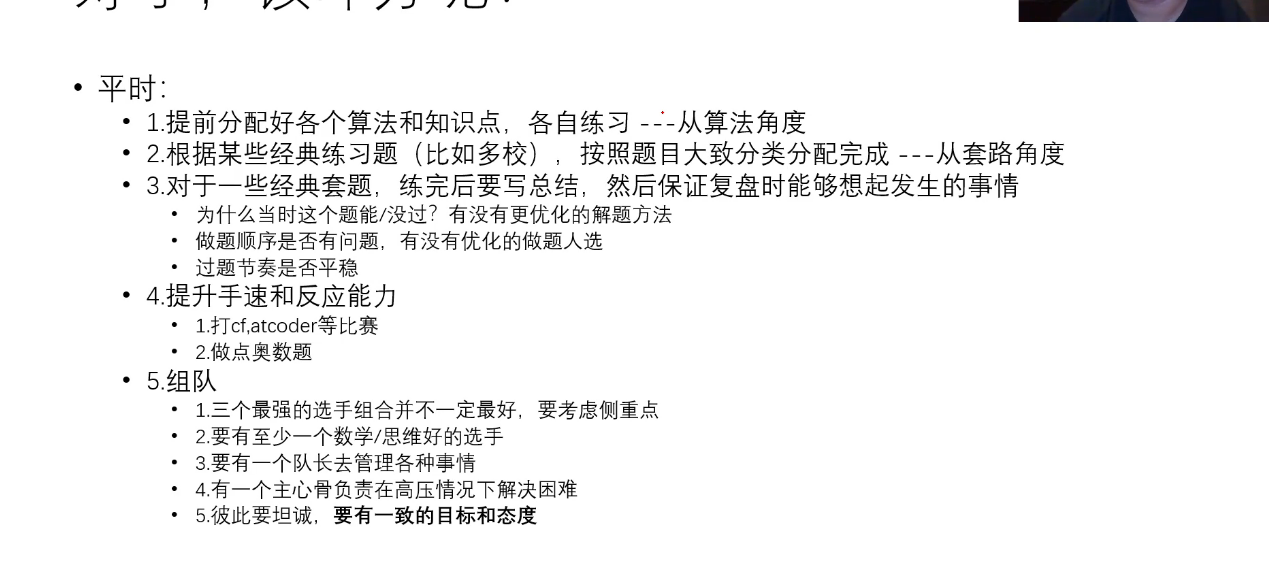 • 平时：
• 1.提前分配好各个算法和知识点，各自练习 ---从算法角度
• 2.根据某些经典练习题（比如多校），按照题目大致分类分配完成 ---从套路角度
• 3.对于一些经典套题，练完后要写总结，然后保证复盘时能够想起发生的事情
• 为什么当时这个题能/没过？有没有更优化的解题方法
• 做题顺序是否有问题，有没有优化的做题人选
• 过题节奏是否平稳
• 4.提升手速和反应能力
• 1.打cf,atcoder等比赛
• 2.做点奥数题
• 5.组队
• 1.三个最强的选手组合并不一定最好，要考虑侧重点
• 2.要有至少一个数学/思维好的选手
• 3.要有一个队长去管理各种事情
• 4.有一个主心骨负责在高压情况下解决困难
• 5.彼此要坦诚，要有一致的目标和态度